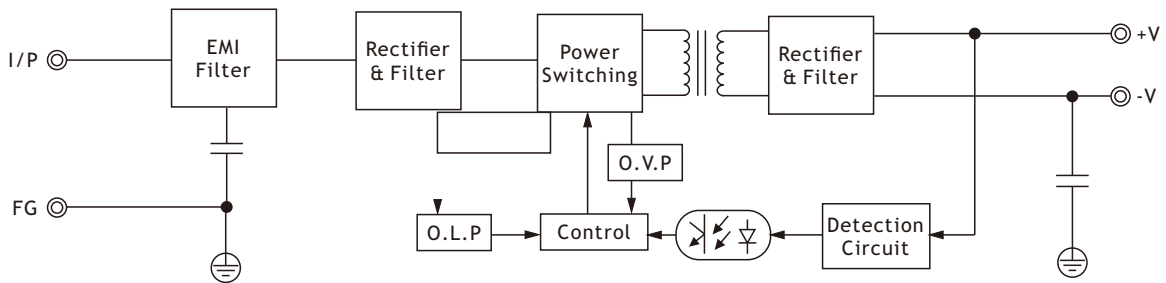 I/P
EMI
Filter
Rectifier
& Filter
Power
Switching
Rectifier
& Filter
+V
-V
O.V.P
FG
O.L.P
Control
Detection
Circuit